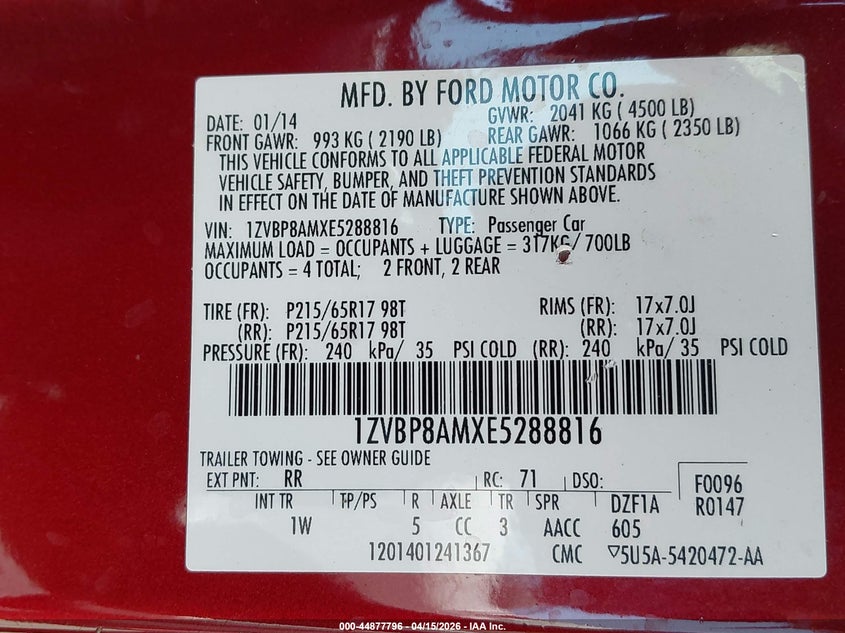 MFD. BY FORD MOTOR CO.
DATE: 01/14 GVWR: 2041 KG ( 4500 LB)
FRONT GAWR: 993 KG ( 2190 LB) REAR GAWR: 1066 KG ( 2350 LB)
THIS VEHICLE CONFORMS TO ALL APPLICABLE FEDERAL MOTOR
VEHICLE SAFETY, BUMPER, AND THEFT PREVENTION STANDARDS
IN EFFECT ON THE DATE OF MANUFACTURE SHOWN ABOVE.
VIN: 1ZVBP8AMXE5288816 TYPE: Passenger Car
MAXIMUM LOAD = OCCUPANTS + LUGGAGE = 317KG/ 700LB
OCCUPANTS = 4 TOTAL; 2 FRONT, 2 REAR
TIRE (FR): P215/65R17 98T RIMS (FR): 17x7.0J
(RR): P215/65R17 98T (RR): 17x7.0J
PRESSURE (FR): 240 kPa/ 35 PSI COLD (RR): 240 kPa/ 35 PSI COLD
1ZVBP8AMXE5288816
TRAILER TOWING - SEE OWNER GUIDE
EXT PNT: RR RC: 71 DSO: F0096
INT TR TP/PS R AXLE TR SPR DZF1A R0147
1W 5 CC 3 AACC 605
1201401241367 CMC ▽5U5A-5420472-AA
000-44877796 - 04/15/2026 - IAA Inc.